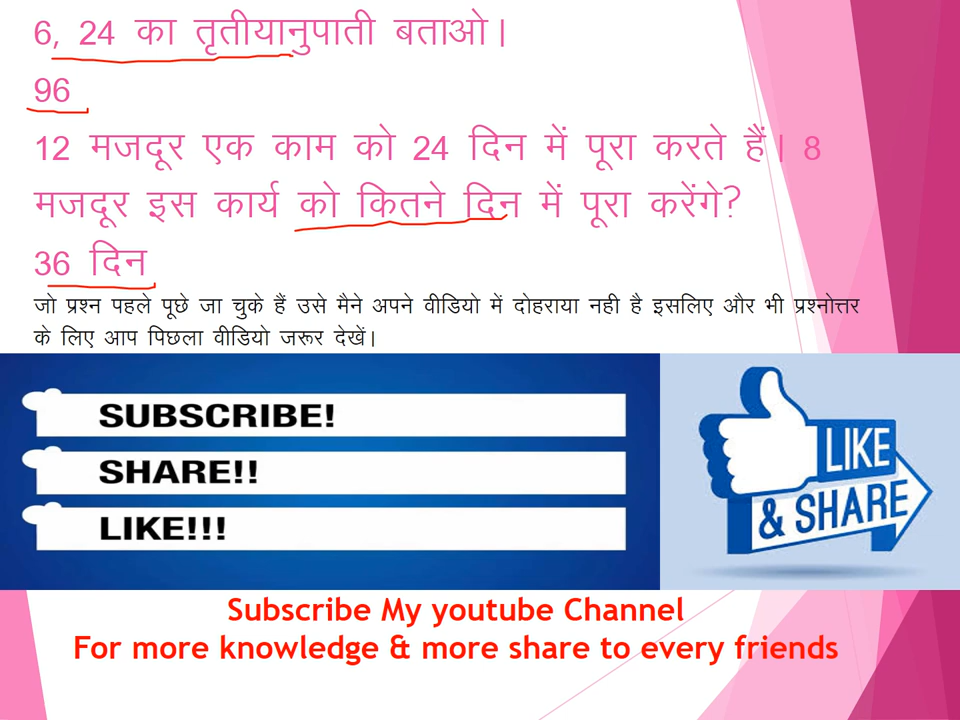 6, 24 का तृतीयानुपाती बताओ।
96
12 मजदूर एक काम को 24 दिन में पूरा करते हैं। 8
मजदूर इस कार्य को कितने दिन में पूरा करेंगे?
36 दिन
जो प्रश्न पहले पूछे जा चुके हैं उसे मैने अपने वीडियो में दोहराया नही है इसलिए और भी प्रश्नोत्तर
के लिए आप पिछला वीडियो जरूर देखें।
SUBSCRIBE!
SHARE!!
LIKE!!!
LIKE
& SHARE
Subscribe My youtube Channel
For more knowledge & more share to every friends